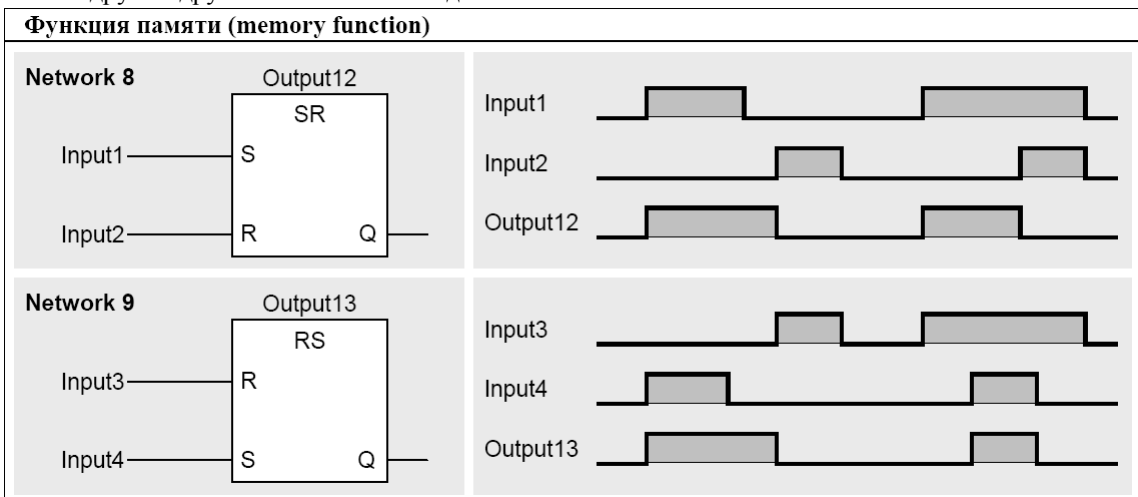 Функция памяти (memory function)
Network 8
Output12
SR
Input1
S
Input2
R
Q
Input1
Input2
Output12
Network 9
Output13
RS
Input3
R
Input4
S
Q
Input3
Input4
Output13